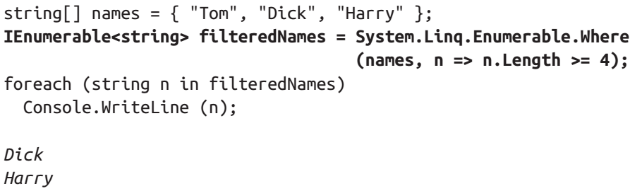 string[] names = { "Tom", "Dick", "Harry" };
IEnumerable<string> filteredNames = System.Linq.Enumerable.Where
                                    (names, n => n.Length >= 4);
foreach (string n in filteredNames)
  Console.WriteLine (n);

Dick
Harry